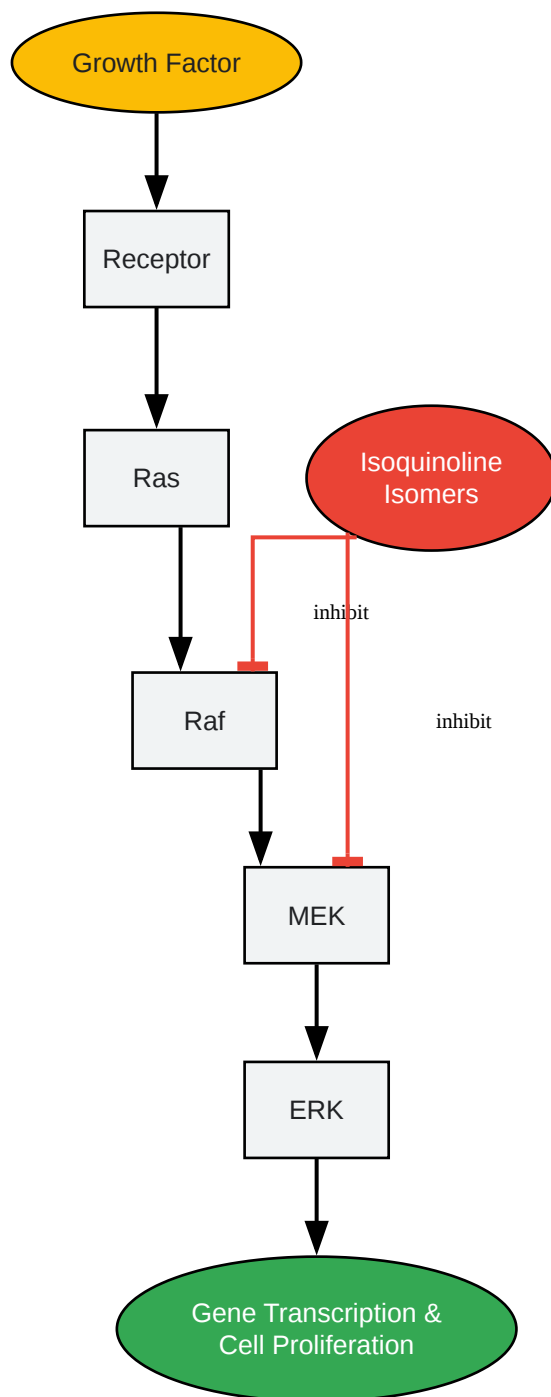 Growth Factor
Receptor
Ras
Isoquinoline
Isomers
inhibit
Raf
inhibit
MEK
ERK
Gene Transcription &
Cell Proliferation